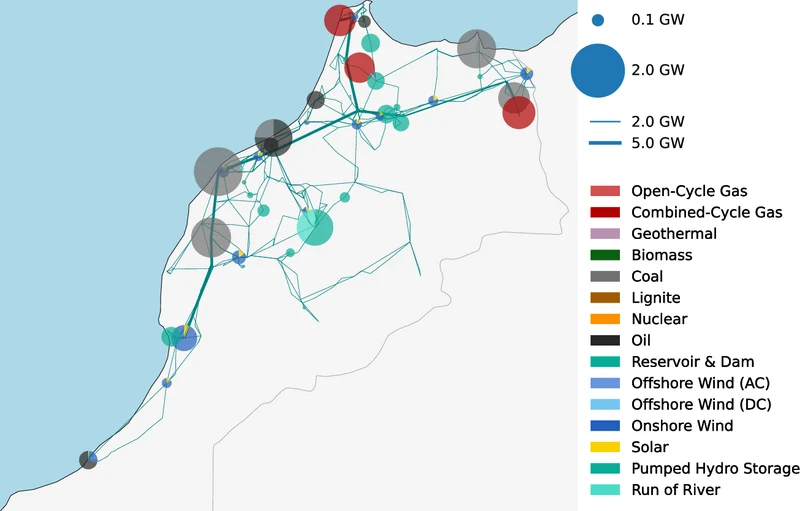 0.1 GW
2.0 GW
2.0 GW
5.0 GW
Open-Cycle Gas
Combined-Cycle Gas
Geothermal
Biomass
Coal
Lignite
Nuclear
Oil
Reservoir & Dam
Offshore Wind (AC)
Offshore Wind (DC)
Onshore Wind
Solar
Pumped Hydro Storage
Run of River